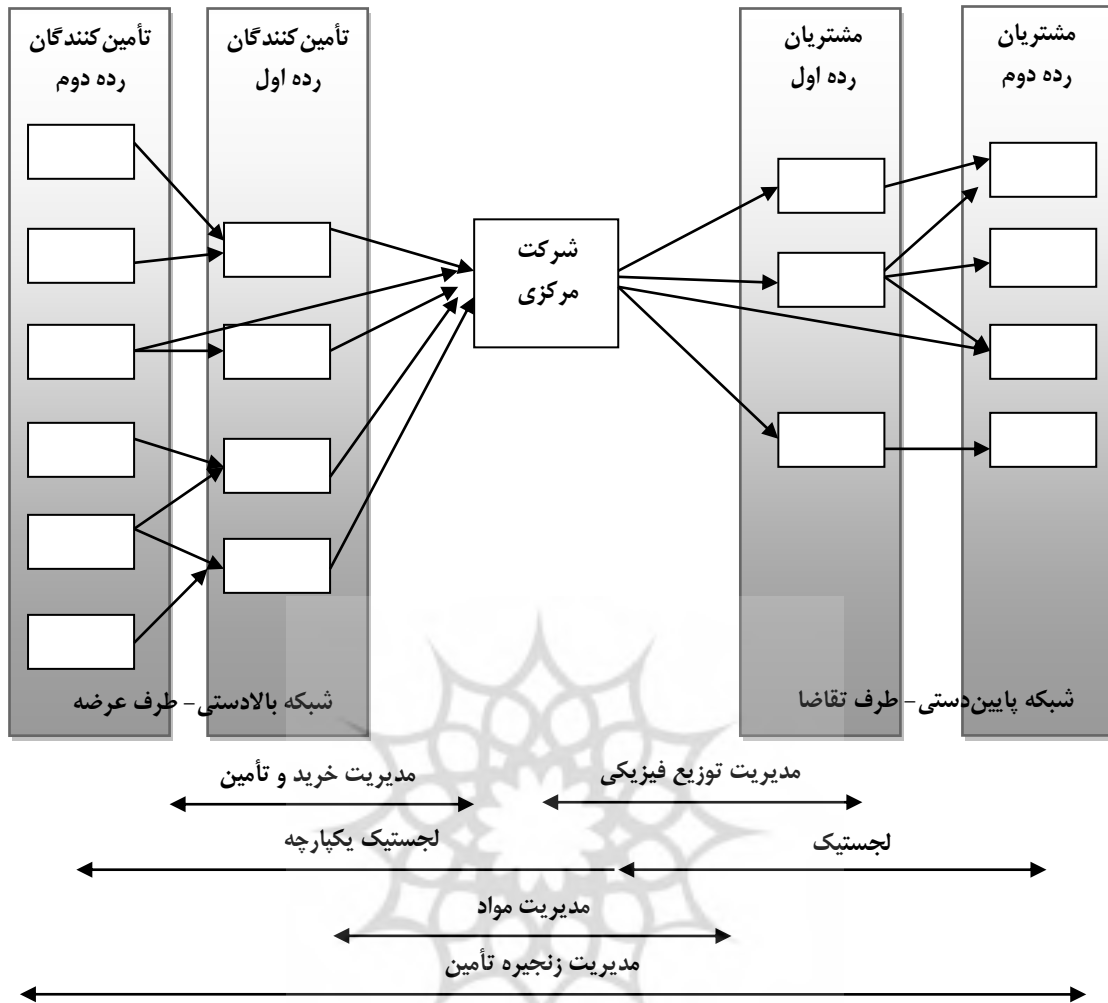 تأمین‌کنندگان
رده دوم
تأمین‌کنندگان
رده اول
مشتریان
رده اول
مشتریان
رده دوم
شرکت
مرکزی
شبکه بالادستی- طرف عرضه
شبکه پایین‌دستی- طرف تقاضا
مدیریت خرید و تأمین
مدیریت توزیع فیزیکی
لجستیک یکپارچه
لجستیک
مدیریت مواد
مدیریت زنجیره تأمین